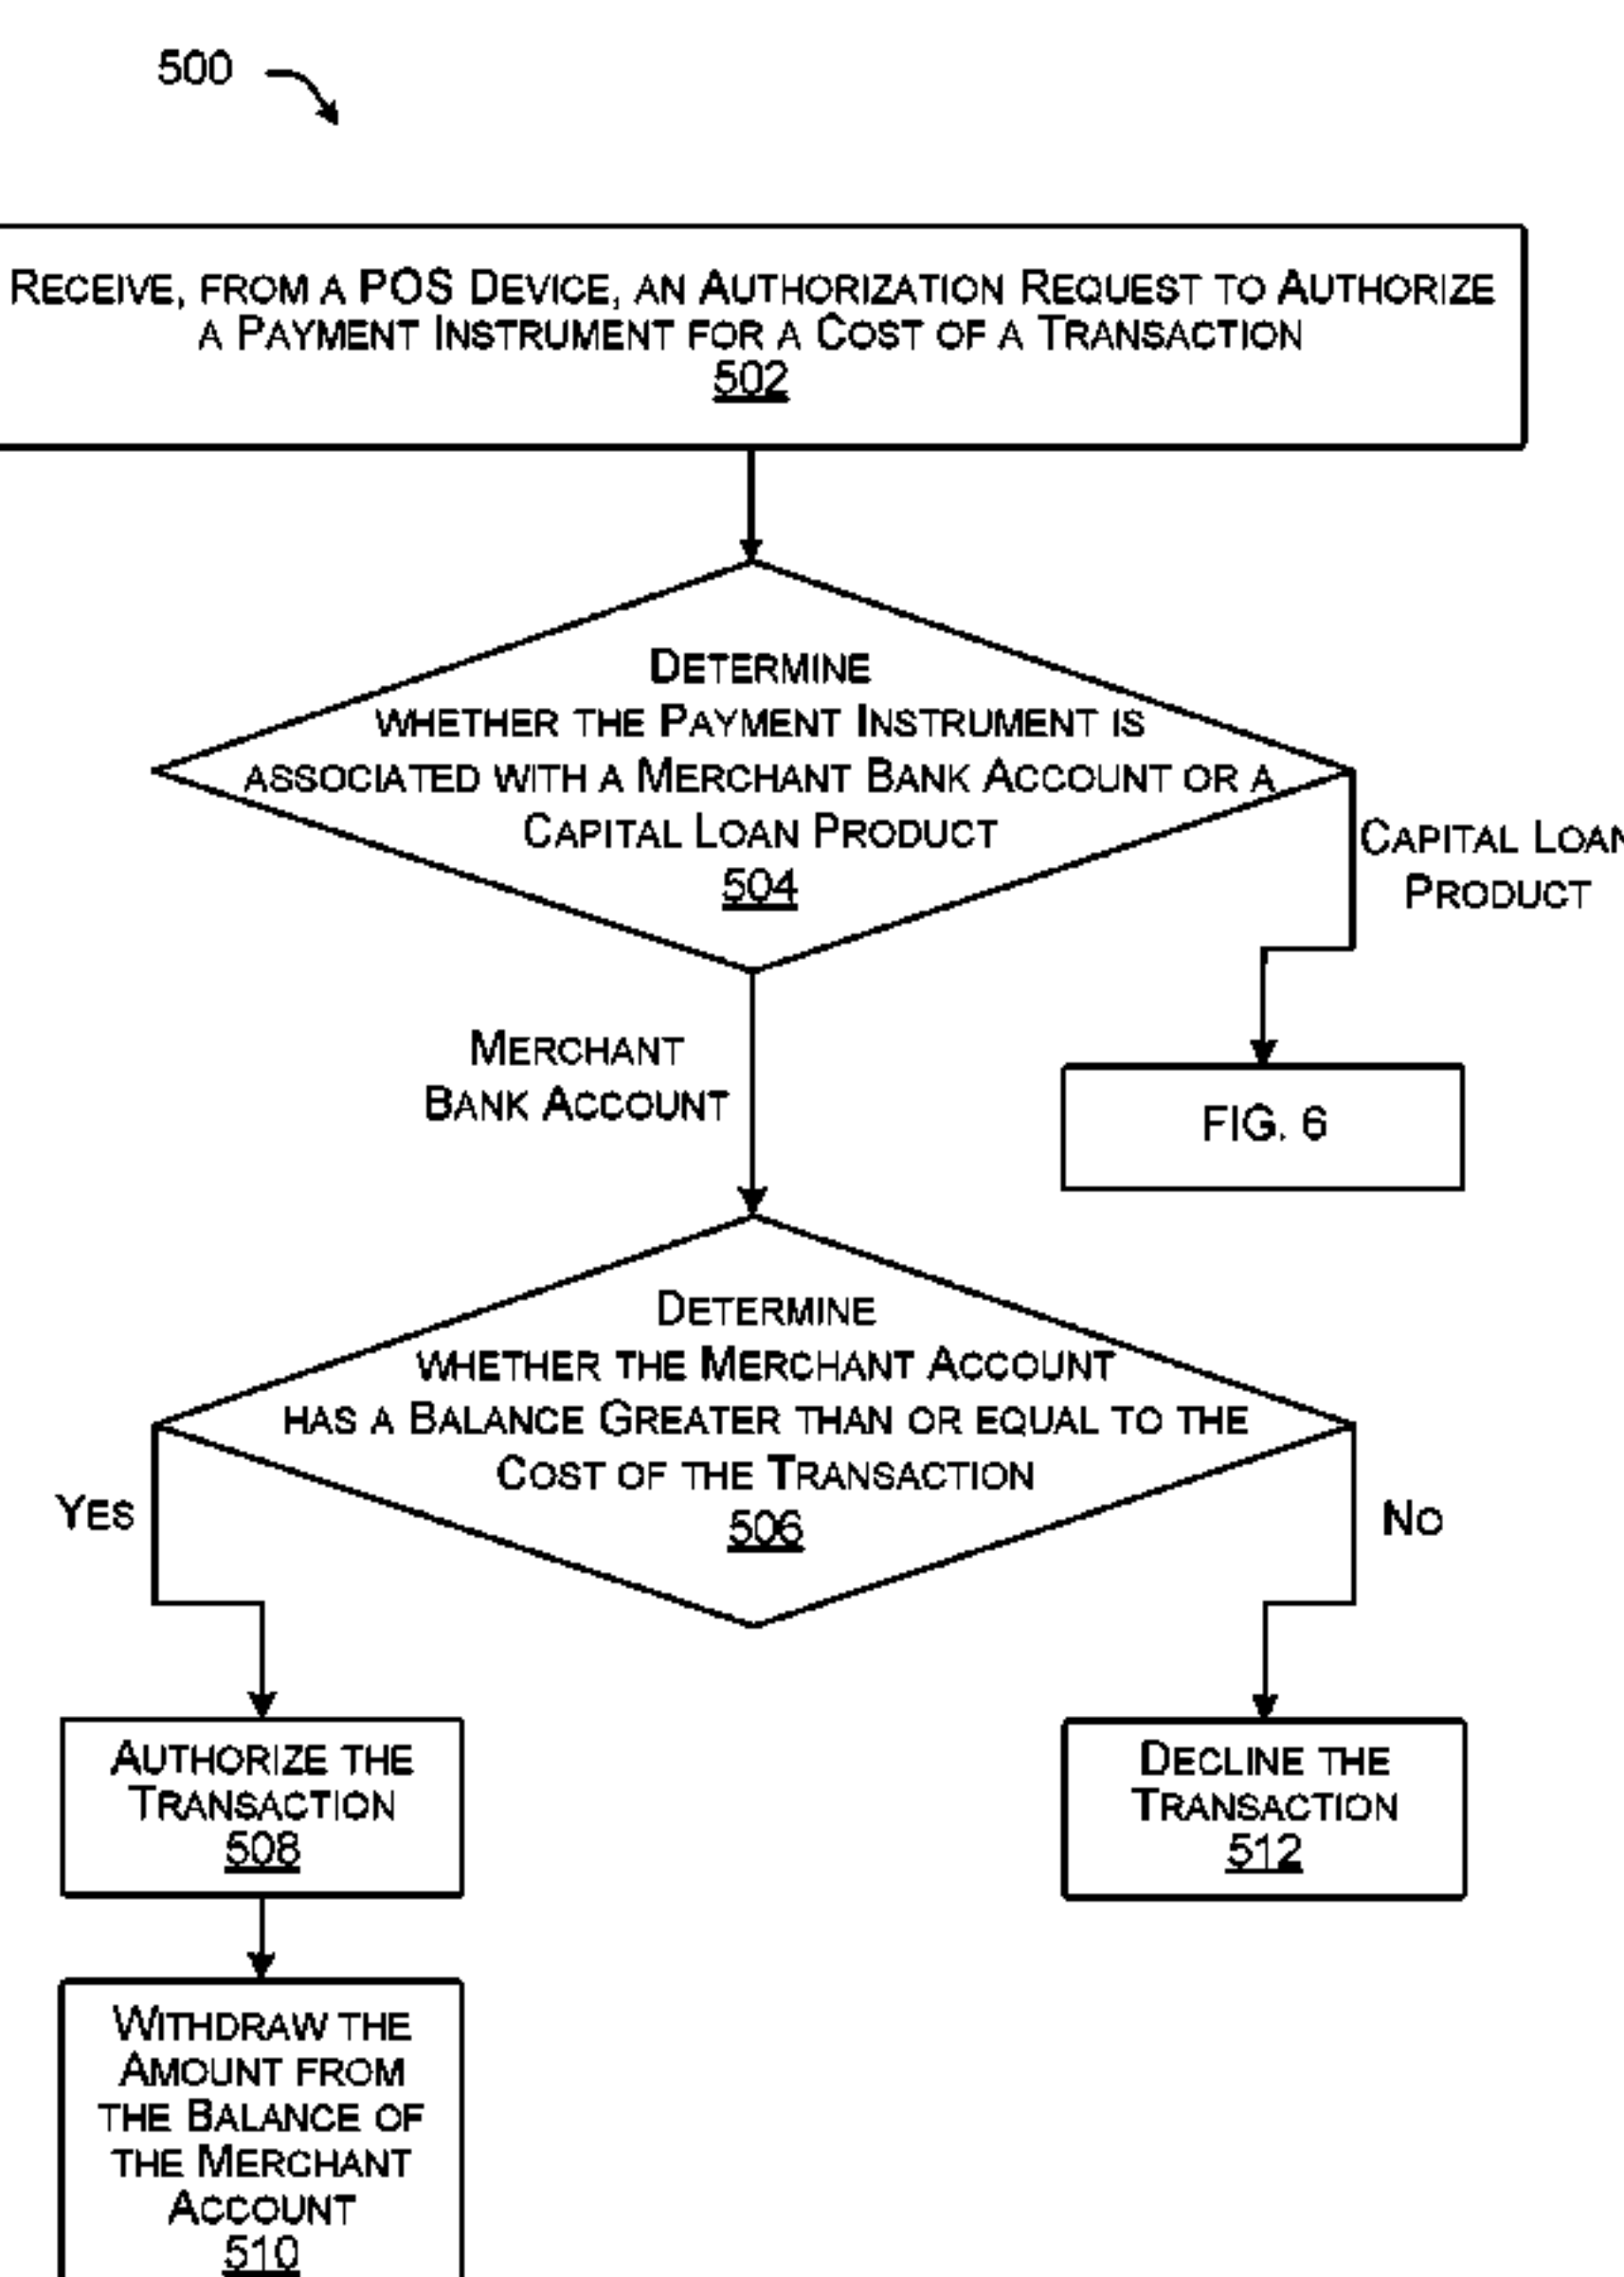 500
RECEIVE, FROM A POS DEVICE, AN AUTHORIZATION REQUEST TO AUTHORIZE
A PAYMENT INSTRUMENT FOR A COST OF A TRANSACTION
502
DETERMINE
WHETHER THE PAYMENT INSTRUMENT IS
ASSOCIATED WITH A MERCHANT BANK ACCOUNT OR A
CAPITAL LOAN PRODUCT
504
CAPITAL LOAN
PRODUCT
MERCHANT
BANK ACCOUNT
FIG. 6
DETERMINE
WHETHER THE MERCHANT ACCOUNT
HAS A BALANCE GREATER THAN OR EQUAL TO THE
COST OF THE TRANSACTION
506
YES
NO
AUTHORIZE THE
TRANSACTION
508
DECLINE THE
TRANSACTION
512
WITHDRAW THE
AMOUNT FROM
THE BALANCE OF
THE MERCHANT
ACCOUNT
510